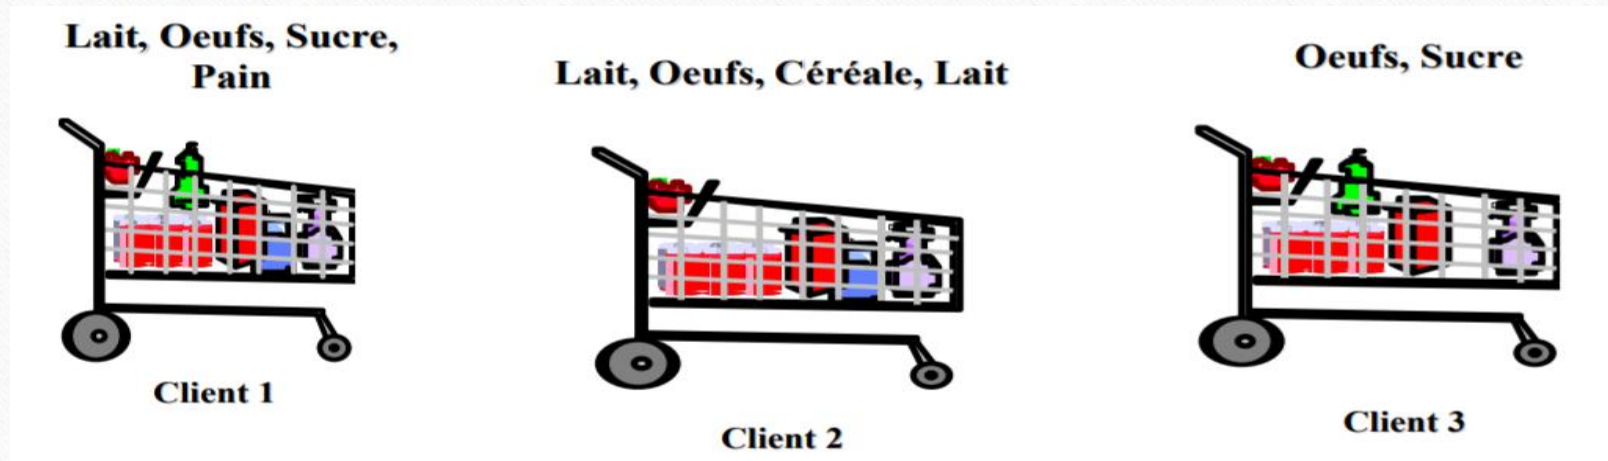 Lait, Oeufs, Sucre,
Pain
Client 1
Lait, Oeufs, Céréale, Lait
Client 2
Oeufs, Sucre
Client 3